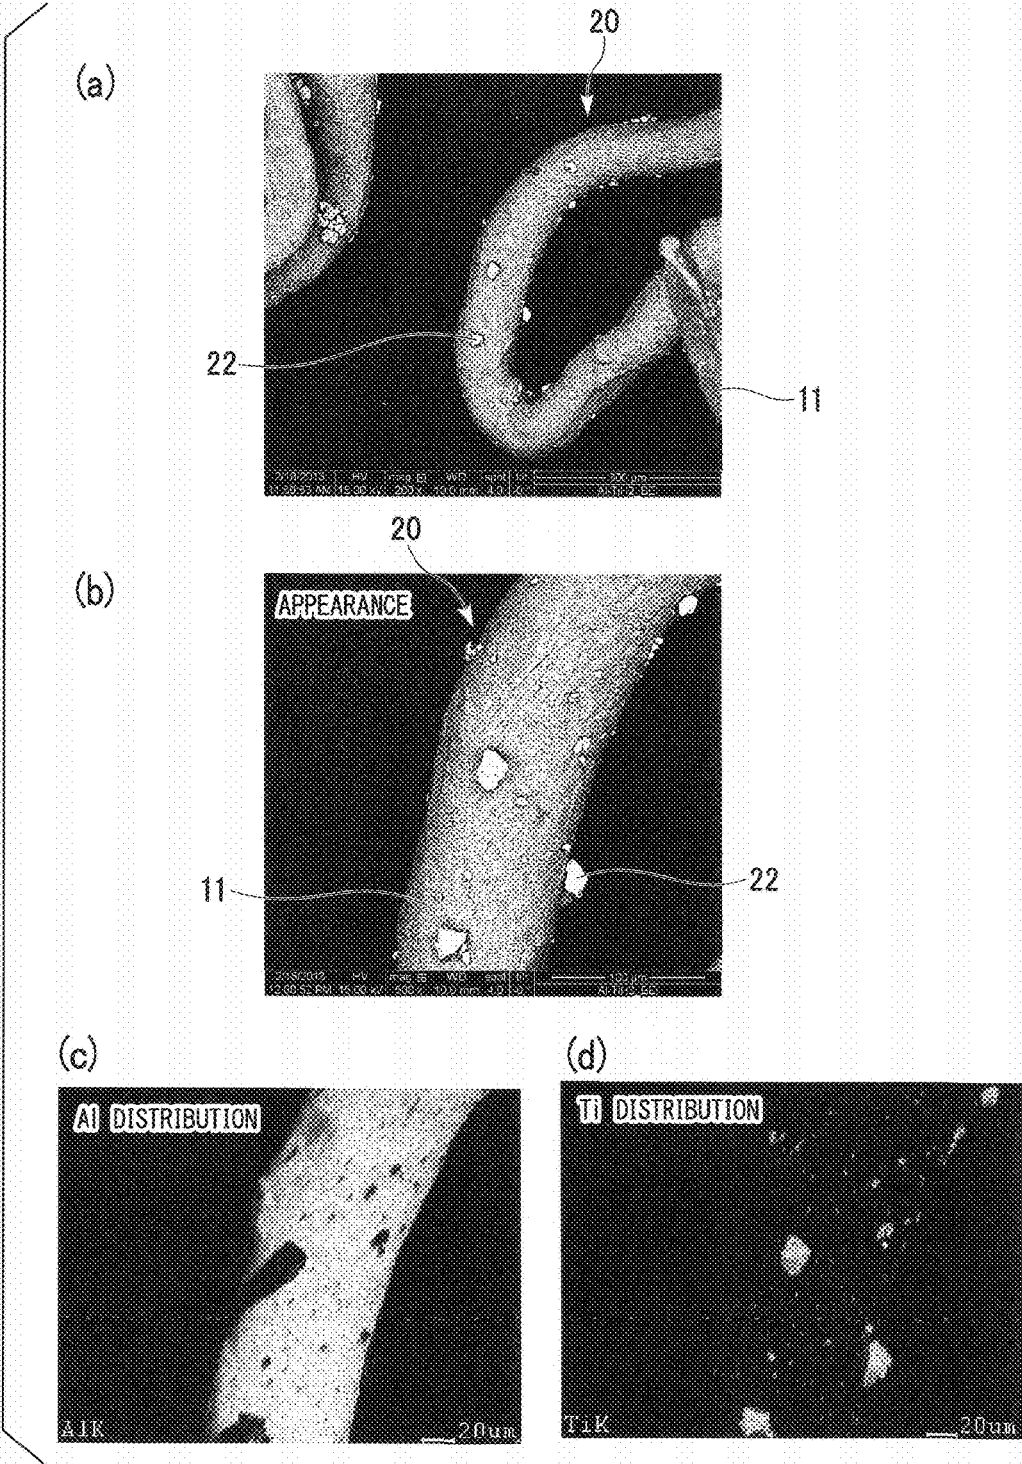 20
(a)
22
11
20
(b)
APPEARANCE
11
22
(c)
(d)
Al DISTRIBUTION
Ti DISTRIBUTION
AlK
20um
TiK
20um